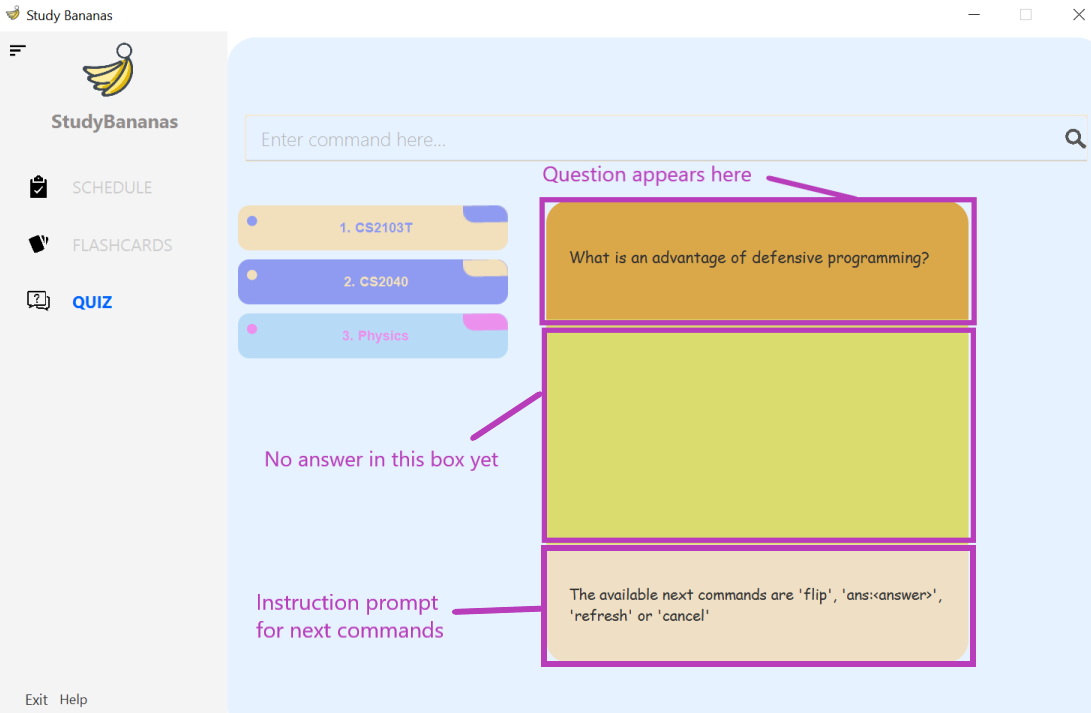 Study Bananas
StudyBananas
SCHEDULE
FLASHCARDS
QUIZ
Exit Help
Enter command here...
1. CS2103T
2. CS2040
3. Physics
Question appears here
What is an advantage of defensive programming?
No answer in this box yet
Instruction prompt
for next commands
The available next commands are 'flip', 'ans:<answer>',
'refresh' or 'cancel'